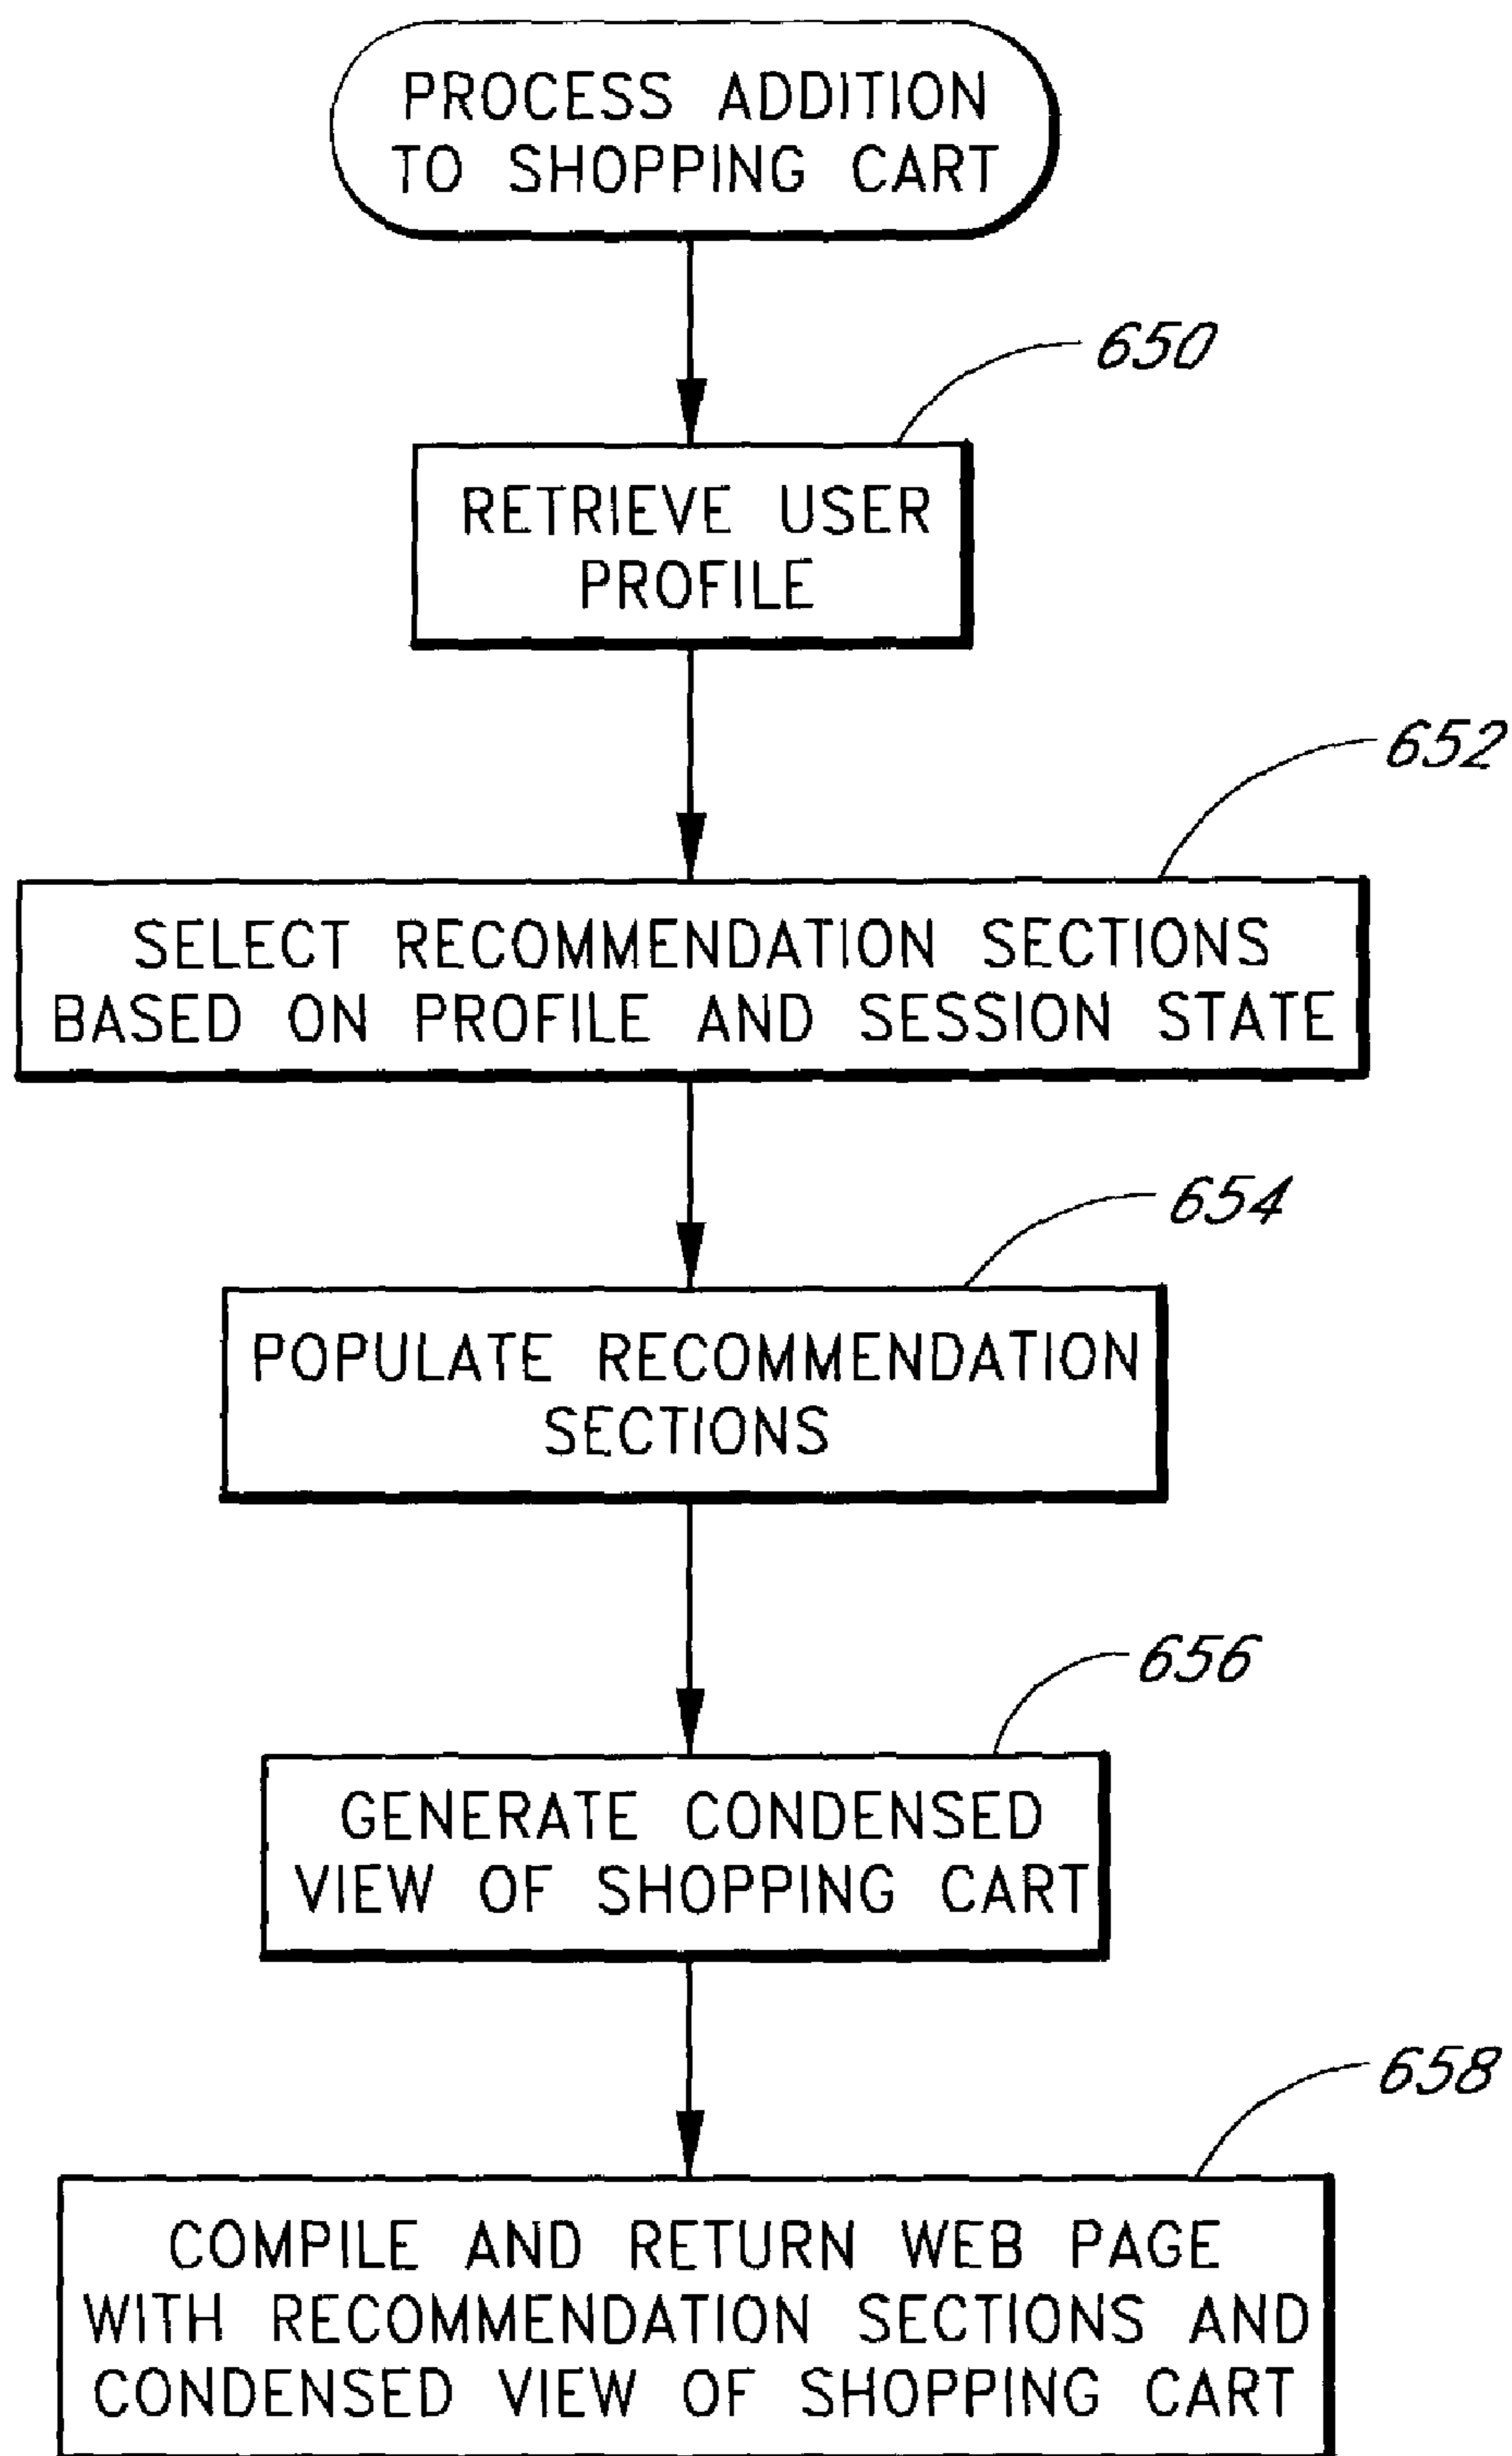 PROCESS ADDITION
TO SHOPPING CART
650
RETRIEVE USER
PROFILE
652
SELECT RECOMMENDATION SECTIONS
BASED ON PROFILE AND SESSION STATE
654
POPULATE RECOMMENDATION
SECTIONS
656
GENERATE CONDENSED
VIEW OF SHOPPING CART
658
COMPILE AND RETURN WEB PAGE
WITH RECOMMENDATION SECTIONS AND
CONDENSED VIEW OF SHOPPING CART